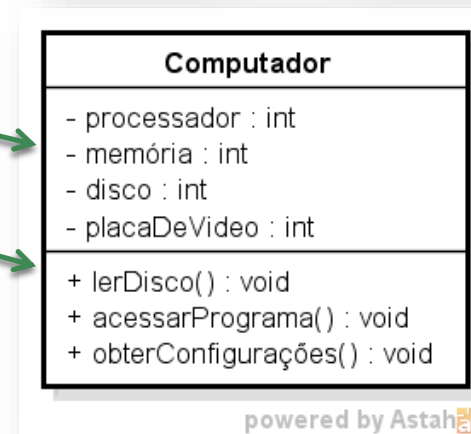 Computador
- processador : int
- memória : int
- disco : int
- placaDeVideo : int
+ lerDisco() : void
+ acessarPrograma() : void
+ obterConfigurações() : void
powered by Astah